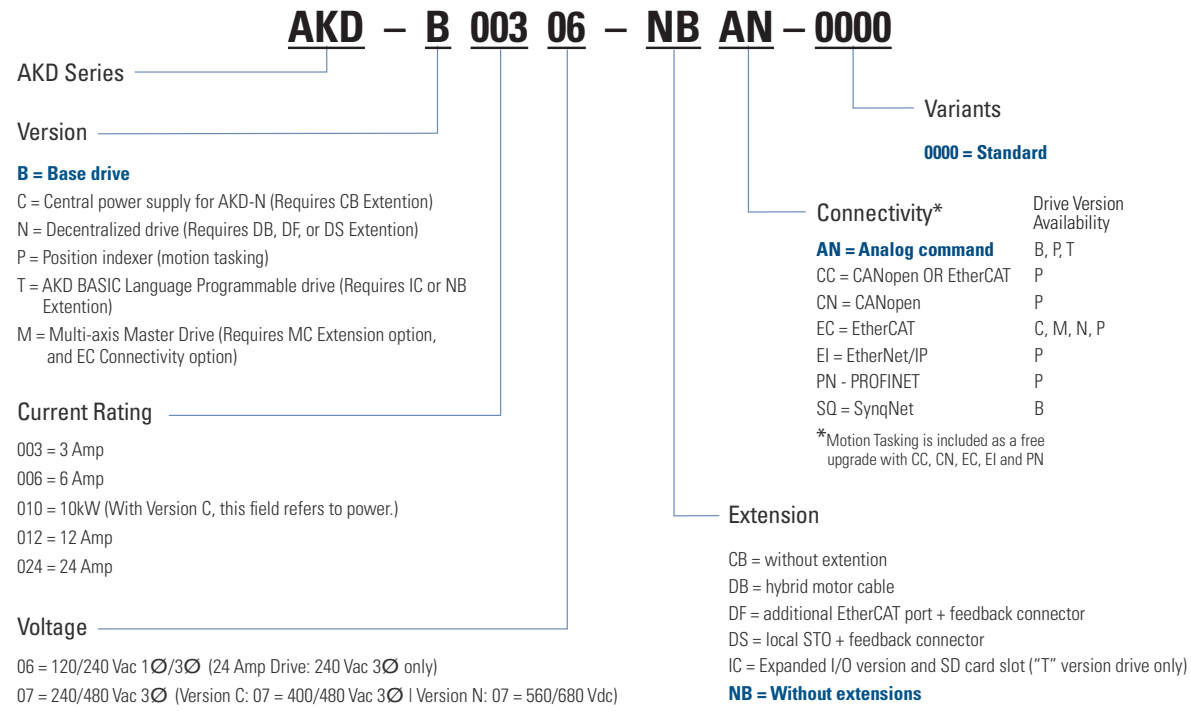 AKD – B 003 06 – NB AN – 0000
AKD Series
Version
B = Base drive
C = Central power supply for AKD-N (Requires CB Extention)
N = Decentralized drive (Requires DB, DF, or DS Extention)
P = Position indexer (motion tasking)
T = AKD BASIC Language Programmable drive (Requires IC or NB
Extention)
M = Multi-axis Master Drive (Requires MC Extension option,
and EC Connectivity option)
Current Rating
003 = 3 Amp
006 = 6 Amp
010 = 10kW (With Version C, this field refers to power.)
012 = 12 Amp
024 = 24 Amp
Voltage
06 = 120/240 Vac 1Ø/3Ø (24 Amp Drive: 240 Vac 3Ø only)
07 = 240/480 Vac 3Ø (Version C: 07 = 400/480 Vac 3Ø | Version N: 07 = 560/680 Vdc)
Variants
0000 = Standard
Connectivity*
Drive Version
Availability
AN = Analog command B, P, T
CC = CANopen OR EtherCAT P
CN = CANopen P
EC = EtherCAT C, M, N, P
EI = EtherNet/IP P
PN - PROFINET P
SQ = SynqNet B
*Motion Tasking is included as a free
upgrade with CC, CN, EC, EI and PN
Extension
CB = without extention
DB = hybrid motor cable
DF = additional EtherCAT port + feedback connector
DS = local STO + feedback connector
IC = Expanded I/O version and SD card slot (“T” version drive only)
NB = Without extensions